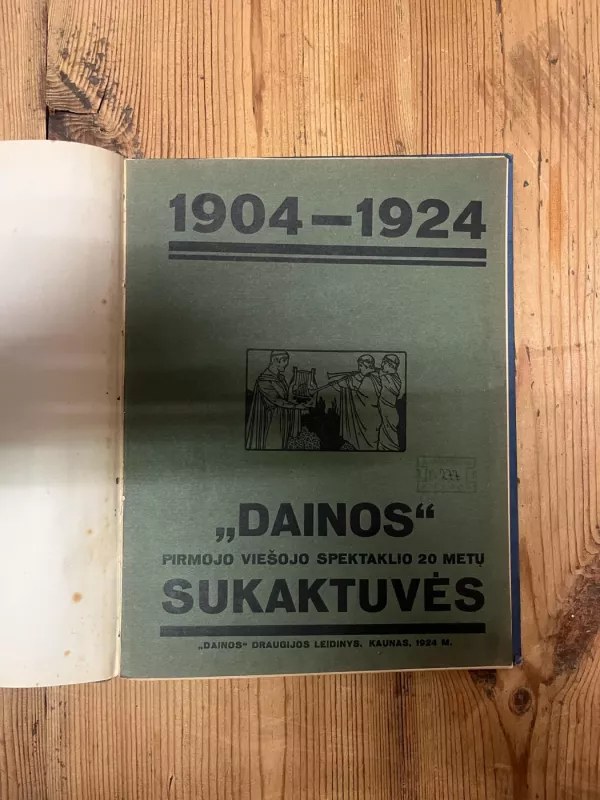 1904—1924
„DAINOS“
PIRMOJO VIEŠOJO SPEKTAKLIO 20 METŲ
SUKAKTUVĖS
„DAINOS“ DRAUGIJOS LEIDINYS. KAUNAS, 1924 M.